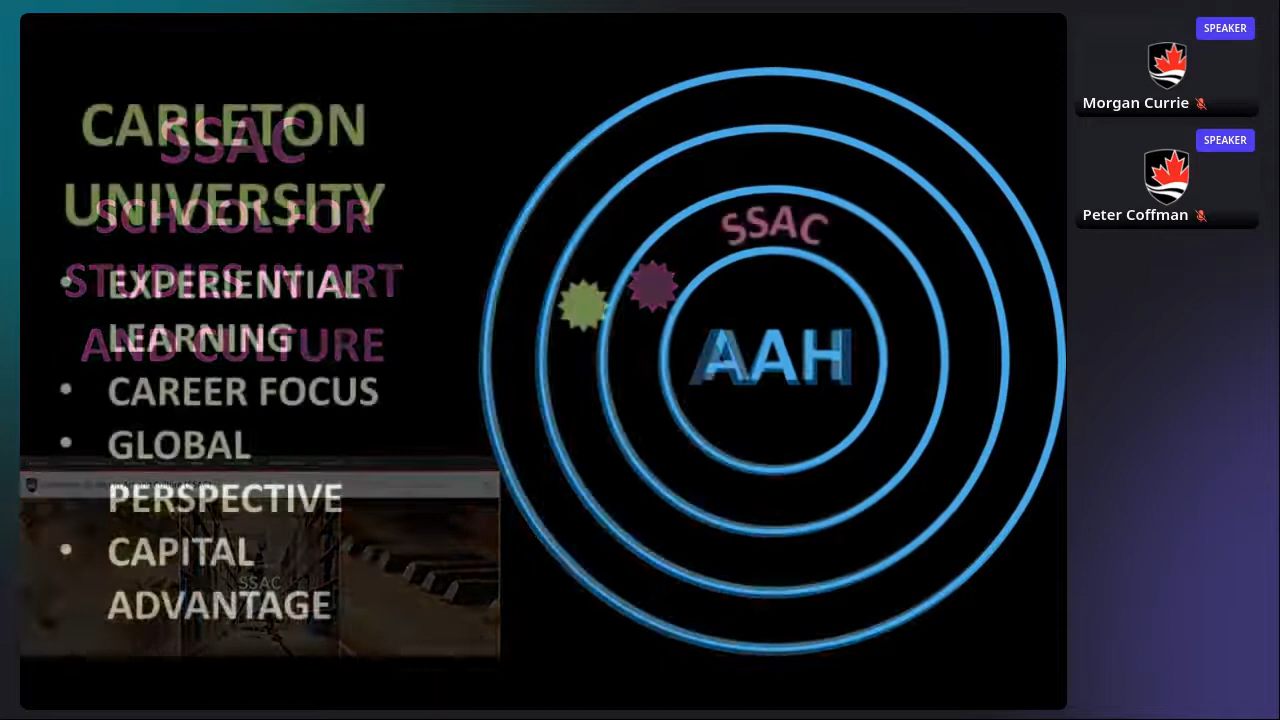 CARLETON
UNIVERSITY
SSAC
SCHOOL FOR
STUDIES IN ART
AND CULTURE
• EXPERIENTIAL
LEARNING
• CAREER FOCUS
• GLOBAL
PERSPECTIVE
• CAPITAL
ADVANTAGE
SSAC
SSAC
AAH
SPEAKER
Morgan Currie
SPEAKER
Peter Coffman